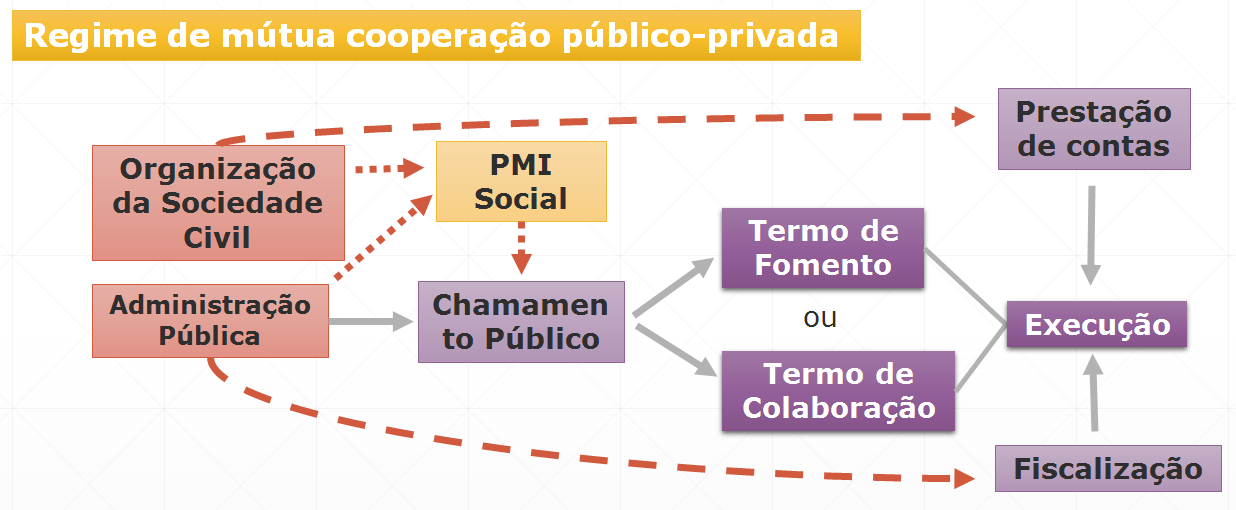 Regime de mútua cooperação público-privada
Prestação
de contas
Organização
da Sociedade
Civil
PMI
Social
Termo de
Fomento
Administração
Pública
Chamamen
to Público
ou
Execução
Termo de
Colaboração
Fiscalização